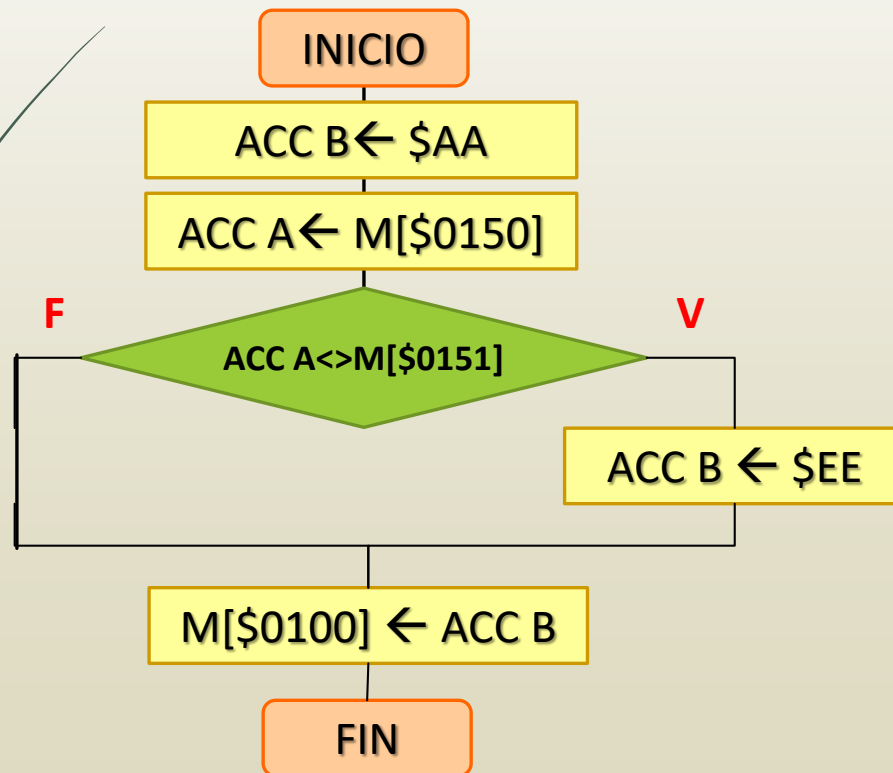 INICIO
ACC B← $AA
ACC A← M[$0150]
F
V
ACC A<>M[$0151]
ACC B ← $EE
M[$0100] ← ACC B
FIN